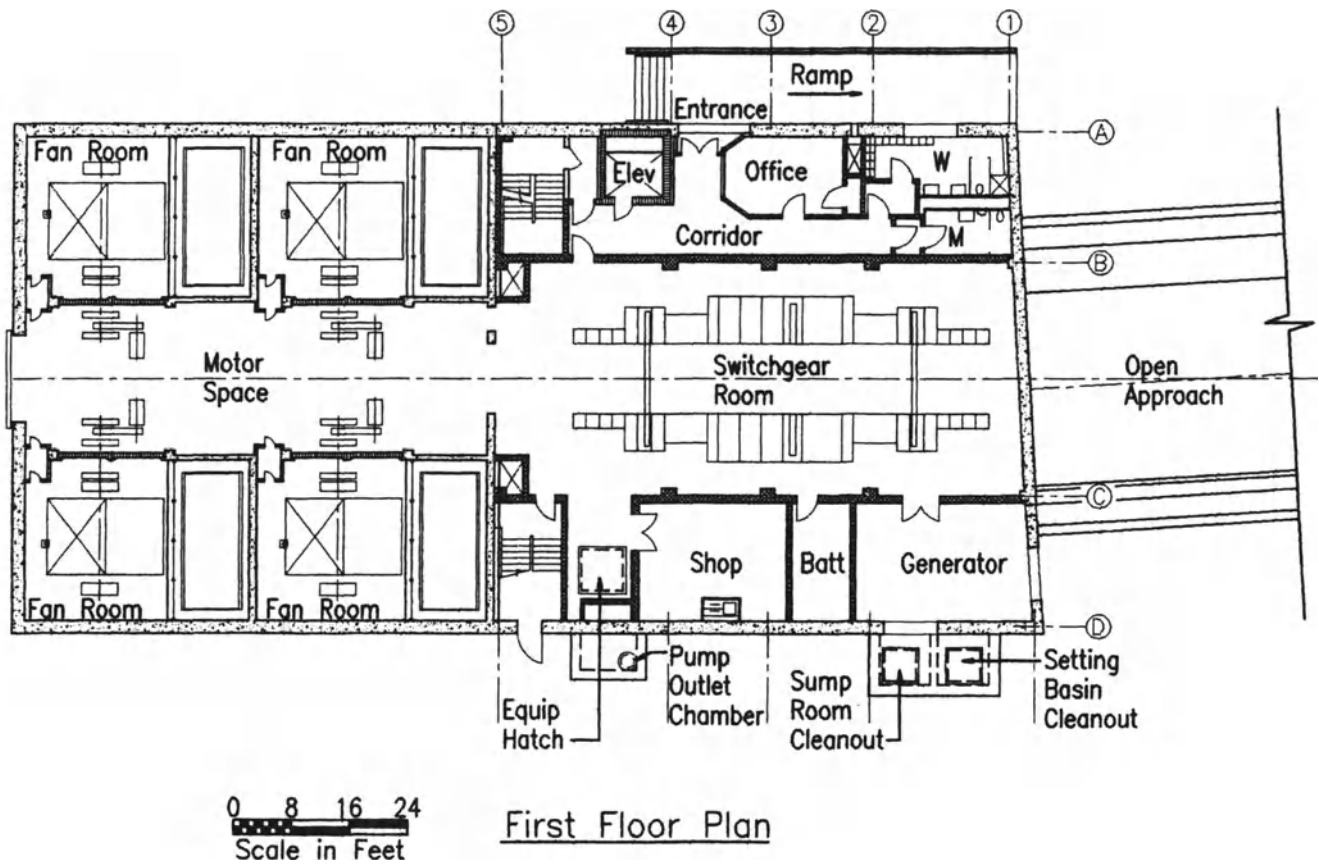 5
4
3
2
1
Ramp
Entrance
A
Fan Room
Fan Room
Elev
Office
W
Corridor
M
B
Motor
Space
Switchgear
Room
Open
Approach
C
Shop
Batt
Generator
Fan Room
Fan Room
D
Pump
Outlet
Chamber
Equip
Hatch
Sump
Room
Cleanout
Setting
Basin
Cleanout
0 8 16 24
Scale in Feet
First Floor Plan